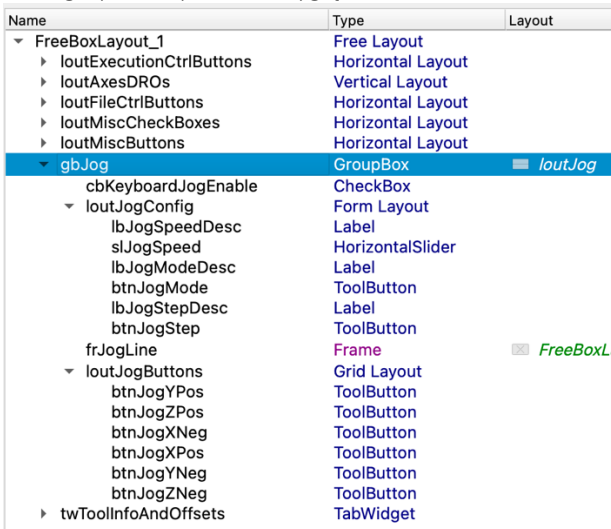 Name Type Layout
FreeBoxLayout_1 Free Layout
loutExecutionCtrlButtons Horizontal Layout
loutAxesDROs Vertical Layout
loutFileCtrlButtons Horizontal Layout
loutMiscCheckBoxes Horizontal Layout
loutMiscButtons Horizontal Layout
gbJog GroupBox loutJog
cbKeyboardJogEnable CheckBox
loutJogConfig Form Layout
lbJogSpeedDesc Label
slJogSpeed HorizontalSlider
lbJogModeDesc Label
btnJogMode ToolButton
lbJogStepDesc Label
btnJogStep ToolButton
frJogLine Frame FreeBoxL
loutJogButtons Grid Layout
btnJogYPos ToolButton
btnJogZPos ToolButton
btnJogXNeg ToolButton
btnJogXPos ToolButton
btnJogYNeg ToolButton
btnJogZNeg ToolButton
twToolInfoAndOffsets TabWidget